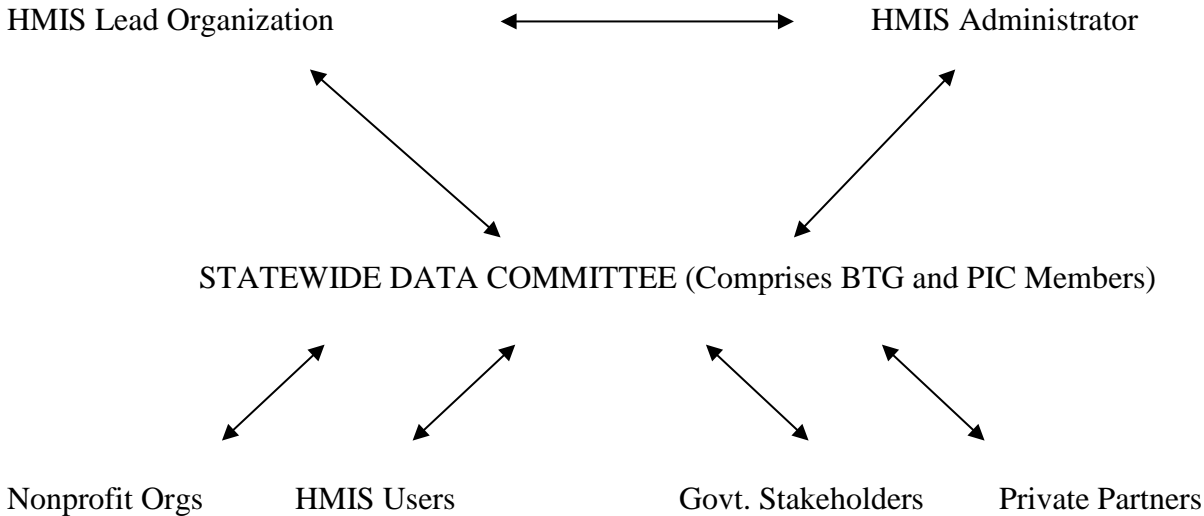 HMIS Lead Organization HMIS Administrator
STATEWIDE DATA COMMITTEE (Comprises BTG and PIC Members)
Nonprofit Orgs HMIS Users Govt. Stakeholders Private Partners